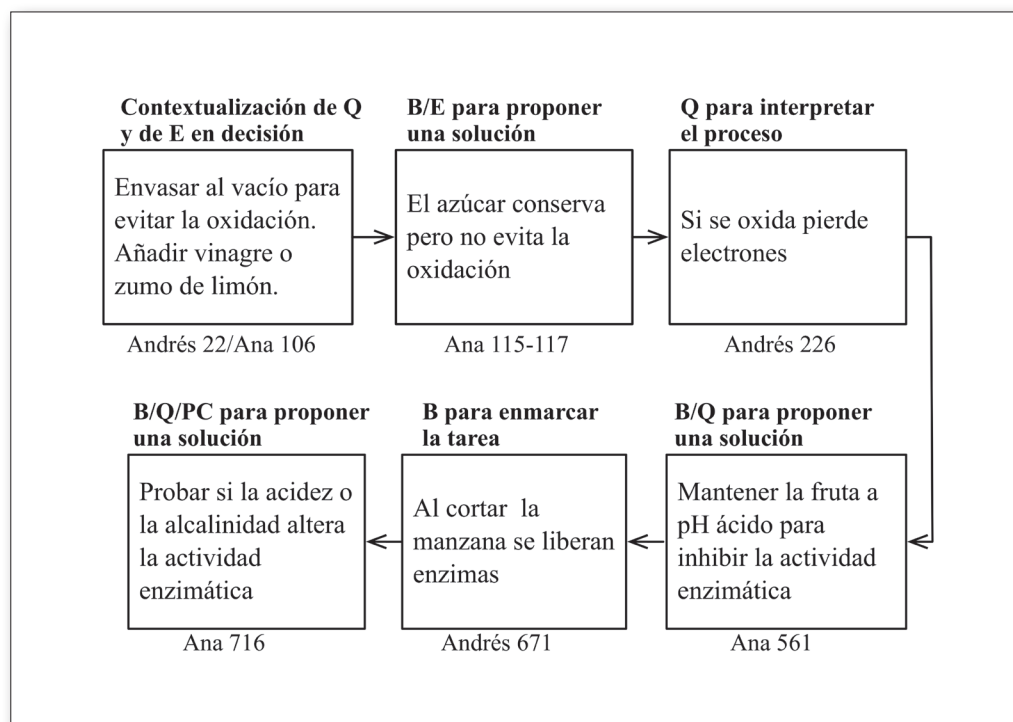 Contextualización de Q
y de E en decisión
Envasar al vacío para
evitar la oxidación.
Añadir vinagre o
zumo de limón.
Andrés 22/Ana 106
B/E para proponer
una solución
El azúcar conserva
pero no evita la
oxidación
Ana 115-117
Q para interpretar
el proceso
Si se oxida pierde
electrones
Andrés 226
B/Q para proponer
una solución
Mantener la fruta a
pH ácido para
inhibir la actividad
enzimática
Ana 561
B para enmarcar
la tarea
Al cortar la
manzana se liberan
enzimas
Andrés 671
B/Q/PC para proponer
una solución
Probar si la acidez o
la alcalinidad altera
la actividad
enzimática
Ana 716